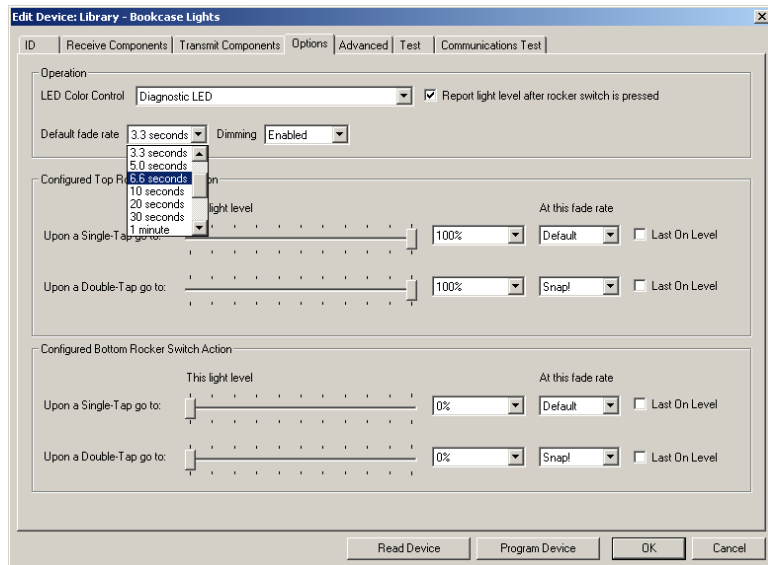 Edit Device: Library - Bookcase Lights
ID Receive Components Transmit Components Options Advanced Test Communications Test
Operation
LED Color Control Diagnostic LED Report light level after rocker switch is pressed
Default fade rate 3.3 seconds Dimming Enabled
3.3 seconds
5.0 seconds
6.6 seconds
10 seconds
20 seconds
30 seconds
1 minute
Configured Top Ro on
light level At this fade rate
Upon a Single-Tap go to: 100% Default Last On Level
Upon a Double-Tap go to: 100% Snap! Last On Level
Configured Bottom Rocker Switch Action
This light level At this fade rate
Upon a Single-Tap go to: 0% Default Last On Level
Upon a Double-Tap go to: 0% Snap! Last On Level
Read Device Program Device OK Cancel